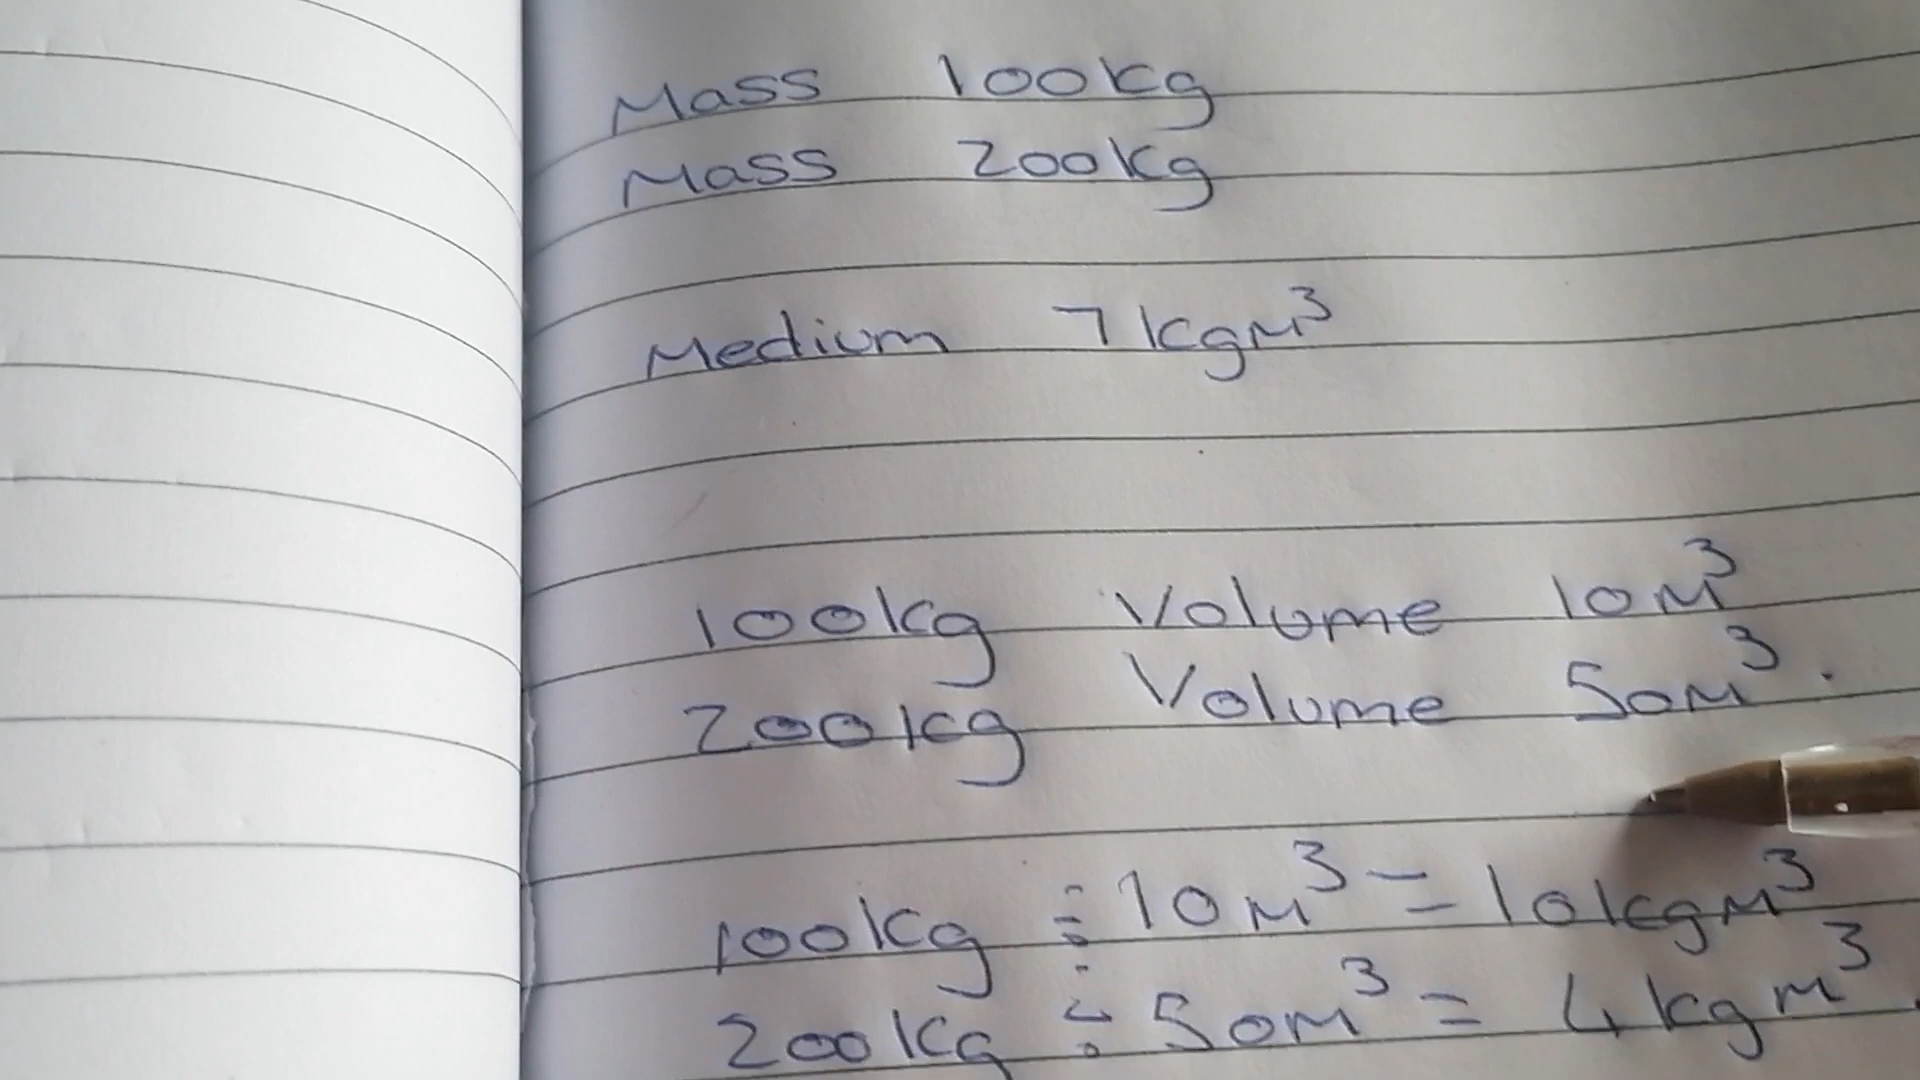 Mass 100kg
Mass 200kg
Medium 7kgm³
100kg Volume 10m³
200kg Volume 50m³.
100kg ÷ 10m³ = 10kgm³
200kg ÷ 50m³ = 4kgm³